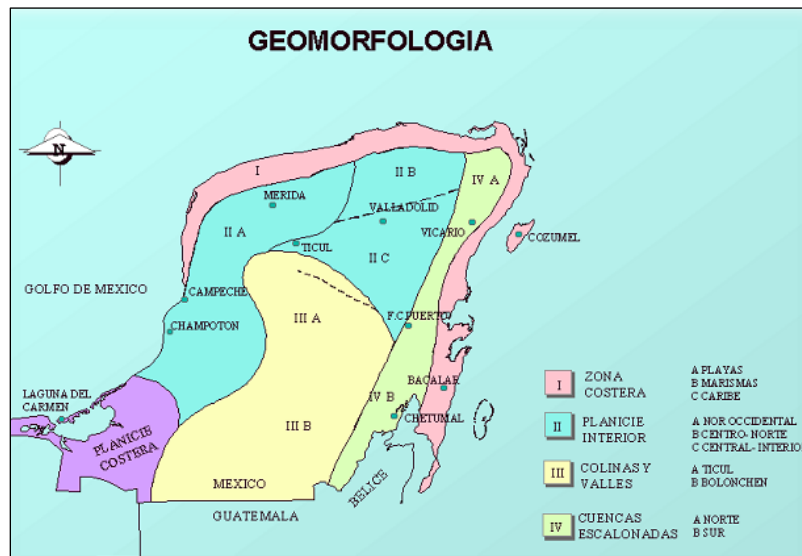 GEOMORFOLOGIA
N
I
II B
IV A
MERIDA
VALLADOLID
II A
VICARIO
COZUMEL
TICUL
II C
GOLFO DE MEXICO
CAMPECHE
III A
F.C.PUERTO
CHAMPOTON
BACALAR
LAGUNA DEL
CARMEN
IV B
CHETUMAL
PLANICIE
COSTERA
III B
MEXICO
BELICE
GUATEMALA
I ZONA COSTERA
A PLAYAS
B MARISMAS
C CARIBE
II PLANICIE INTERIOR
A NOR OCCIDENTAL
B CENTRO- NORTE
C CENTRAL- INTERIOR
III COLINAS Y VALLES
A TICUL
B BOLONCHEN
IV CUENCAS ESCALONADAS
A NORTE
B SUR